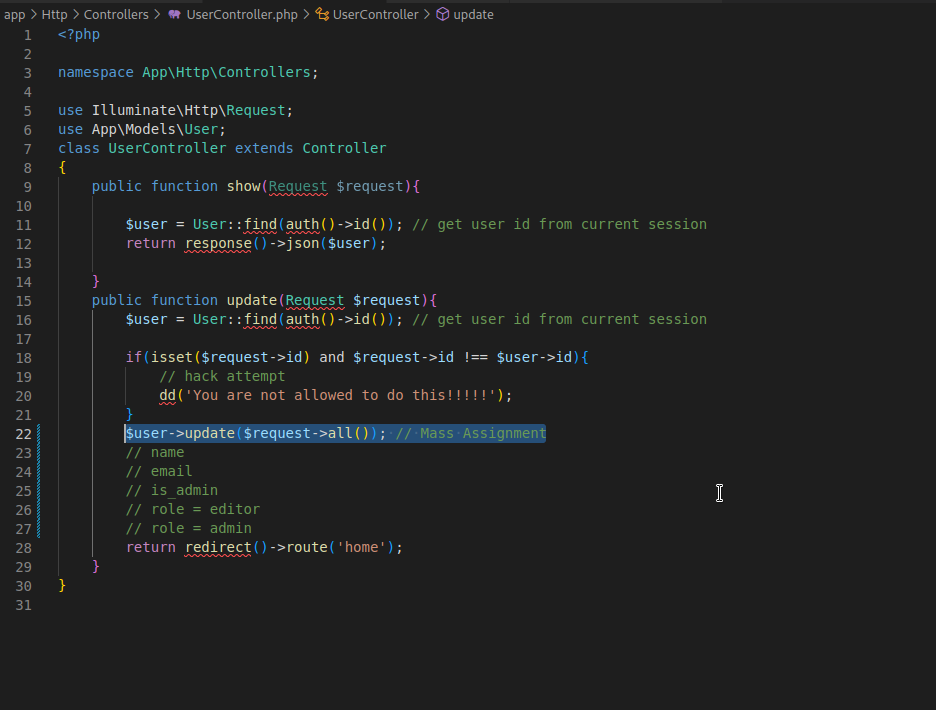 app > Http > Controllers > UserController.php > UserController > update
1 <?php
2
3 namespace App\Http\Controllers;
4
5 use Illuminate\Http\Request;
6 use App\Models\User;
7 class UserController extends Controller
8 {
9     public function show(Request $request){
10
11         $user = User::find(auth()->id()); // get user id from current session
12         return response()->json($user);
13
14     }
15     public function update(Request $request){
16         $user = User::find(auth()->id()); // get user id from current session
17
18         if(isset($request->id) and $request->id !== $user->id){
19             // hack attempt
20             dd('You are not allowed to do this!!!!!');
21         }
22         $user->update($request->all()); // Mass Assignment
23         // name
24         // email
25         // is_admin
26         // role = editor
27         // role = admin
28         return redirect()->route('home');
29     }
30 }
31